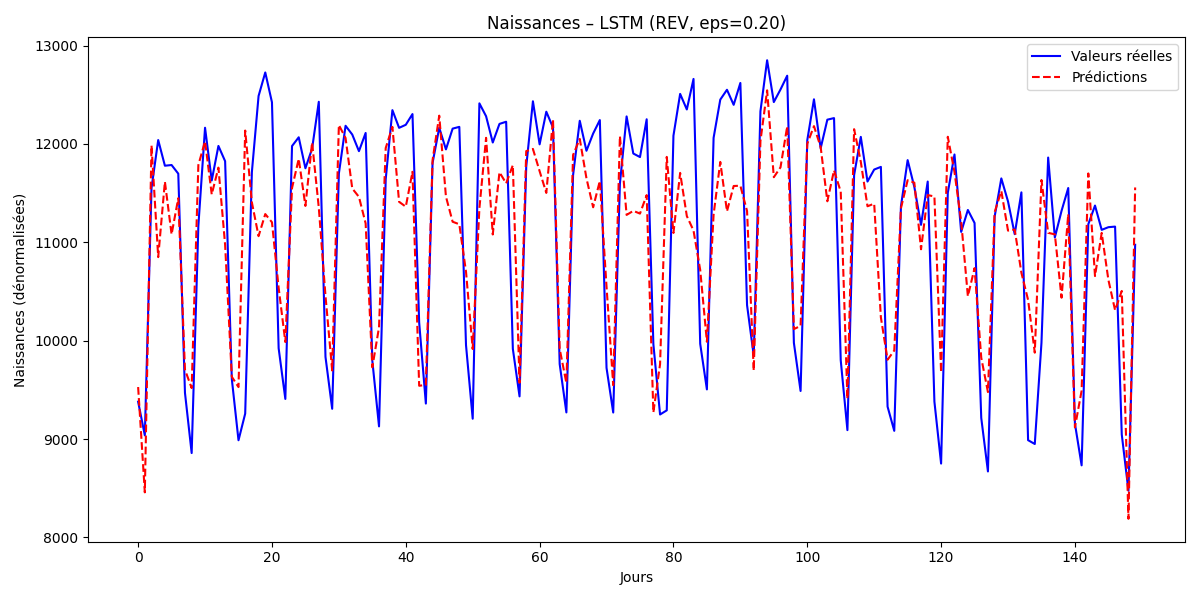 Naissances – LSTM (REV, eps=0.20)
Valeurs réelles
Prédictions
Naissances (dénormalisées)
13000
12000
11000
10000
9000
8000
0
20
40
60
80
100
120
140
Jours